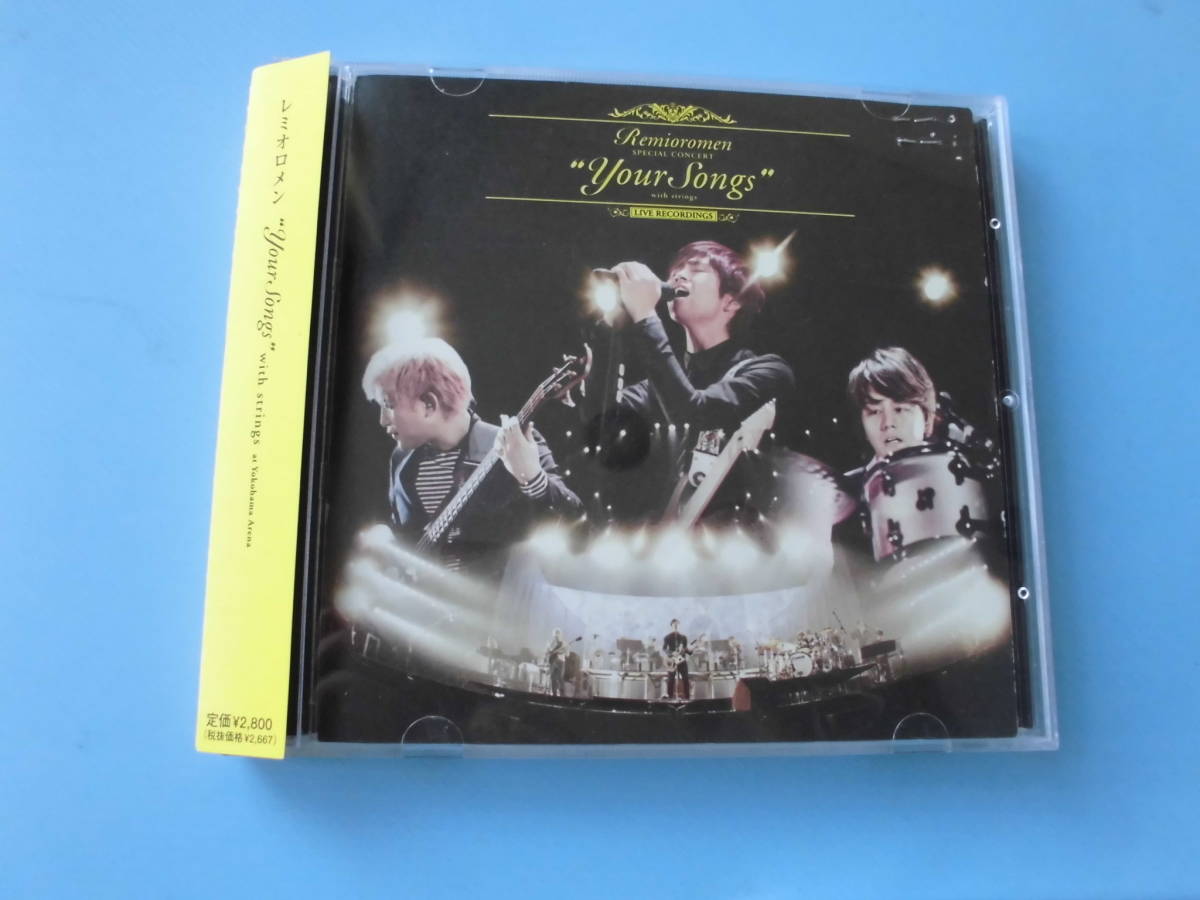 レミオロメン "Your Songs" with strings at Yokohama Arena
定価¥2,800
(税抜価格¥2,667)
Remioromen
SPECIAL CONCERT
"Your Songs"
with strings
LIVE RECORDINGS